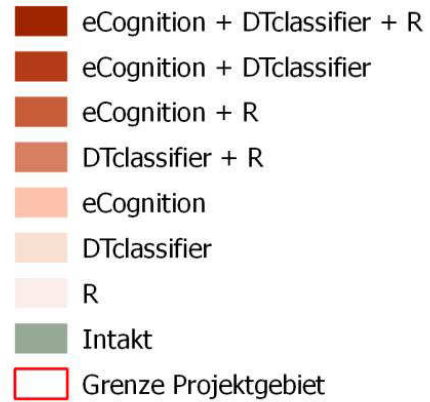 eCognition + DTclassifier + R
eCognition + DTclassifier
eCognition + R
DTclassifier + R
eCognition
DTclassifier
R
Intakt
Grenze Projektgebiet